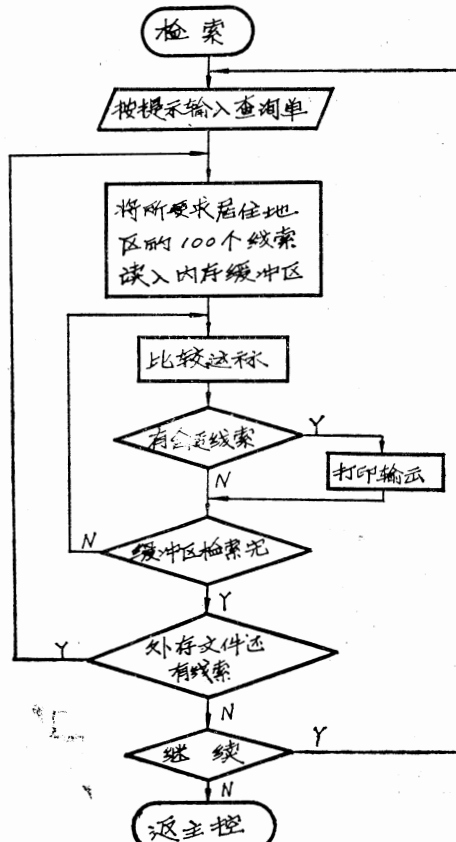 检 索
按提示输入查询单
将所要求居住地
区的100个线索
读入内存缓冲区
比较达标
有合适线索
Y
打印输出
N
N
缓冲区检索完
Y
Y
外存文件还
有线索
N
Y
继 续
N
返主控